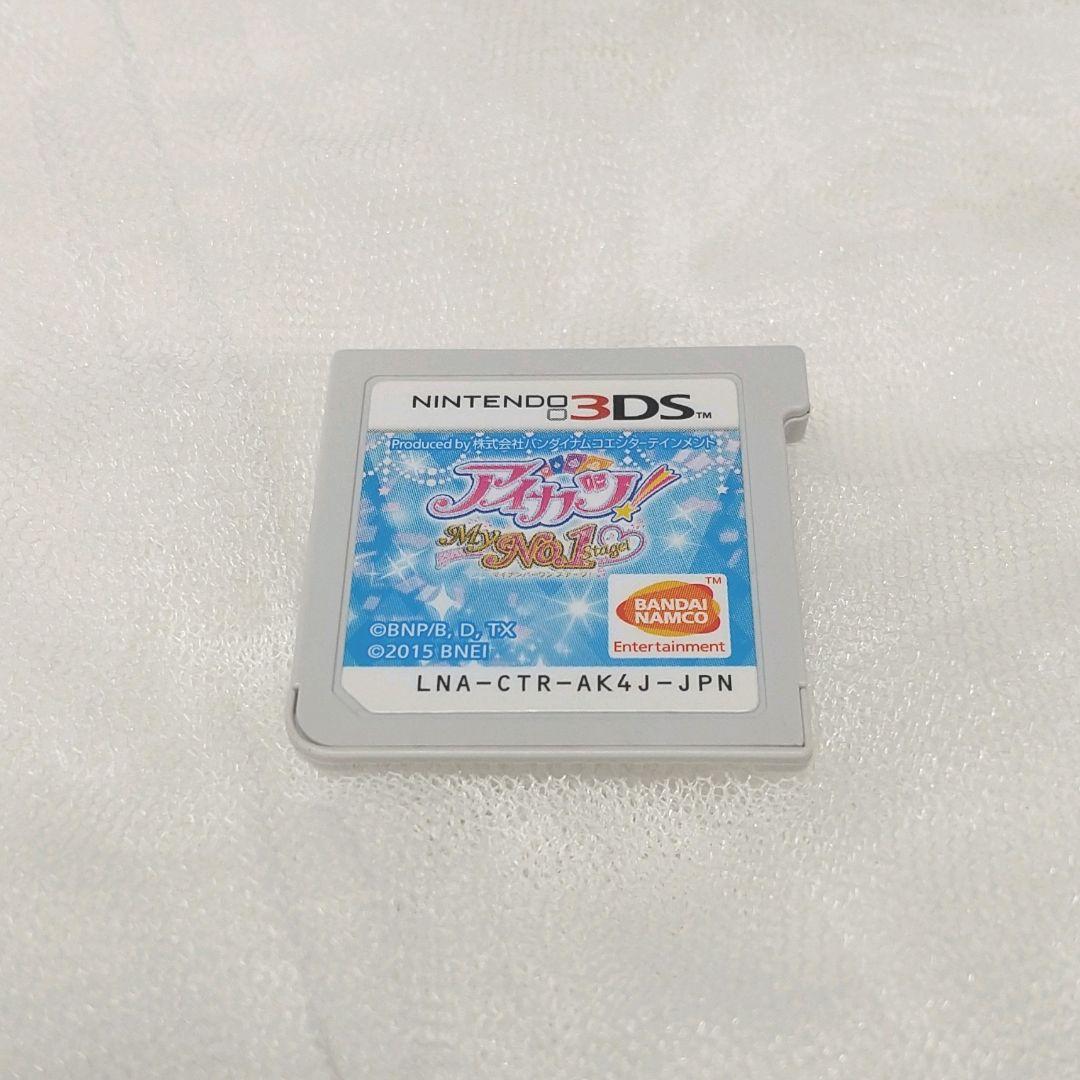 NINTENDO 3DS™
Produced by 株式会社バンダイナムコエンターテインメント
アイカツ!
My No.1 Stage!
マイナンバーワンステージ!
BANDAI
NAMCO
™
Entertainment
©BNP/B, D, TX
©2015 BNEI
LNA-CTR-AK4J-JPN